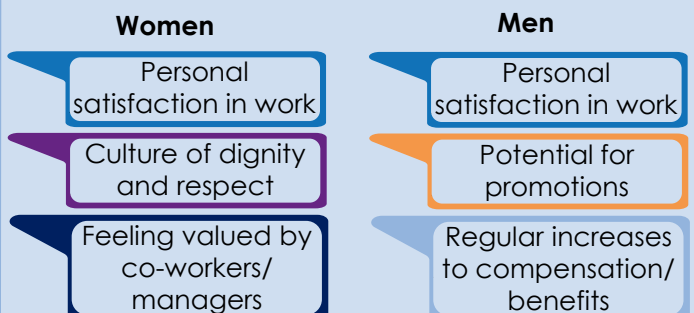 Women
Personal
satisfaction in work
Culture of dignity
and respect
Feeling valued by
co-workers/
managers
Men
Personal
satisfaction in work
Potential for
promotions
Regular increases
to compensation/
benefits